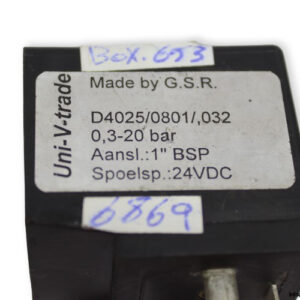 Box.653
Uni-V-trade
Made by G.S.R.
D4025/0801/,032
0,3-20 bar
Aansl.:1" BSP
Spoelsp.:24VDC
6869